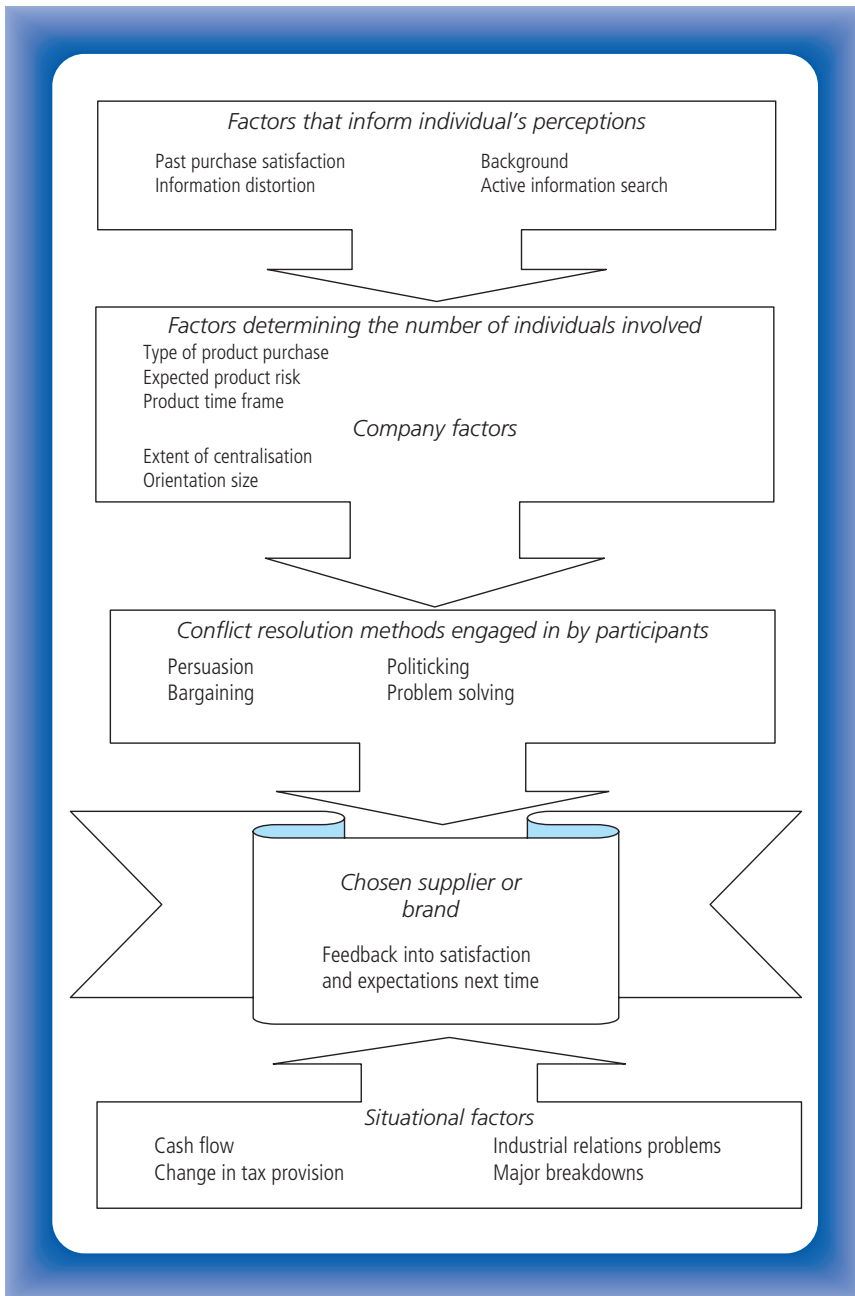 Factors that inform individual's perceptions
Past purchase satisfaction
Information distortion
Background
Active information search
Factors determining the number of individuals involved
Type of product purchase
Expected product risk
Product time frame
Company factors
Extent of centralisation
Orientation size
Conflict resolution methods engaged in by participants
Persuasion
Bargaining
Politicking
Problem solving
Chosen supplier or
brand
Feedback into satisfaction
and expectations next time
Situational factors
Cash flow
Change in tax provision
Industrial relations problems
Major breakdowns